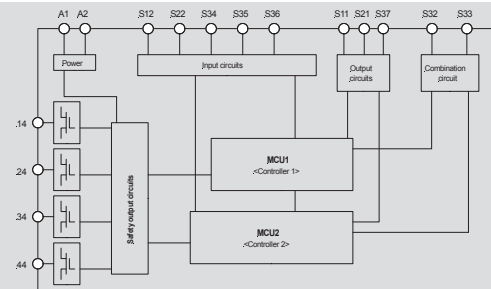 A1 A2 S12 S22 S34 S35 S36 S11 S21 S37 S32 S33
Power
Input circuits
Output
circuits
Combination
circuit
14
24
34
44
Safety output circuits
MCU1
<Controller 1>
MCU2
<Controller 2>